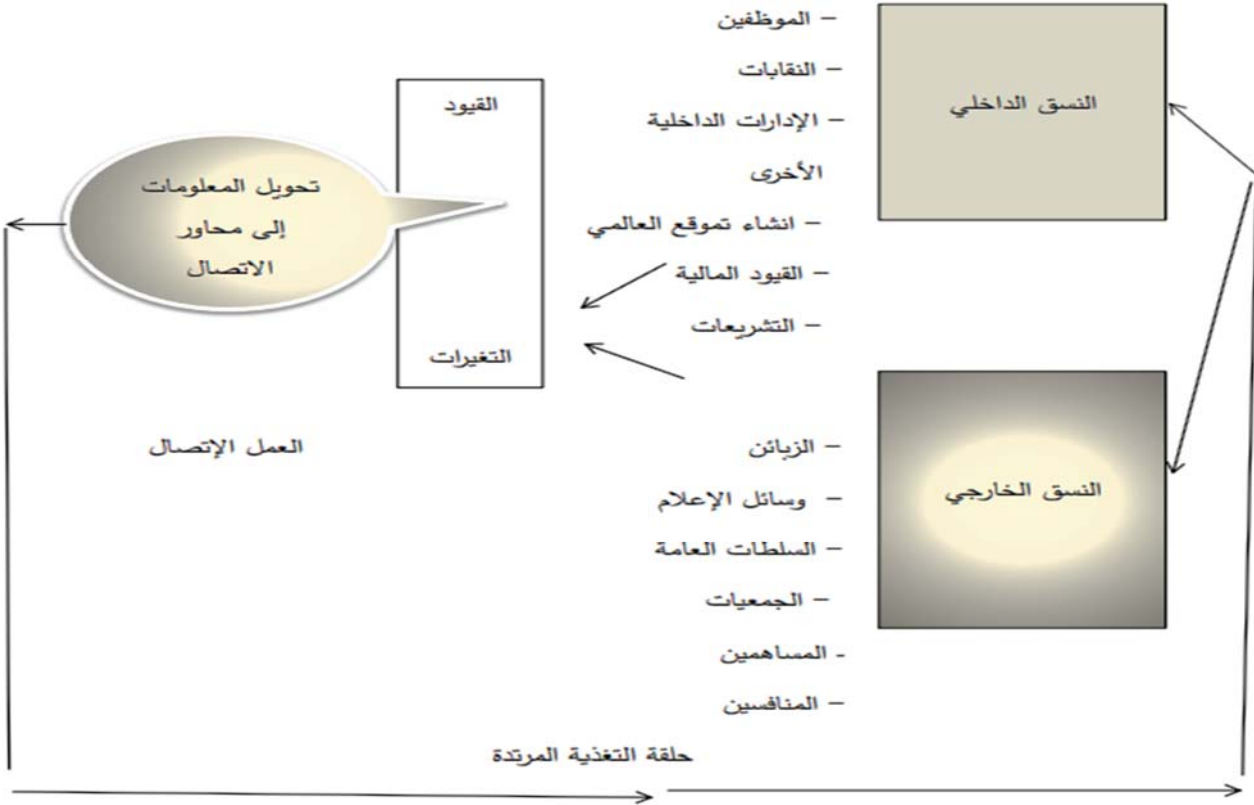 النسق الداخلي
– الموظفين
– النقابات
– الإدارات الداخلية
الأخرى
– انشاء تموقع العالمي
– القيود المالية
– التشريعات
القيود
التغيرات
تحويل المعلومات
إلى محاور
الاتصال
العمل الإتصال
النسق الخارجي
– الزبائن
– وسائل الإعلام
– السلطات العامة
– الجمعيات
- المساهمين
– المنافسين
حلقة التغذية المرتدة